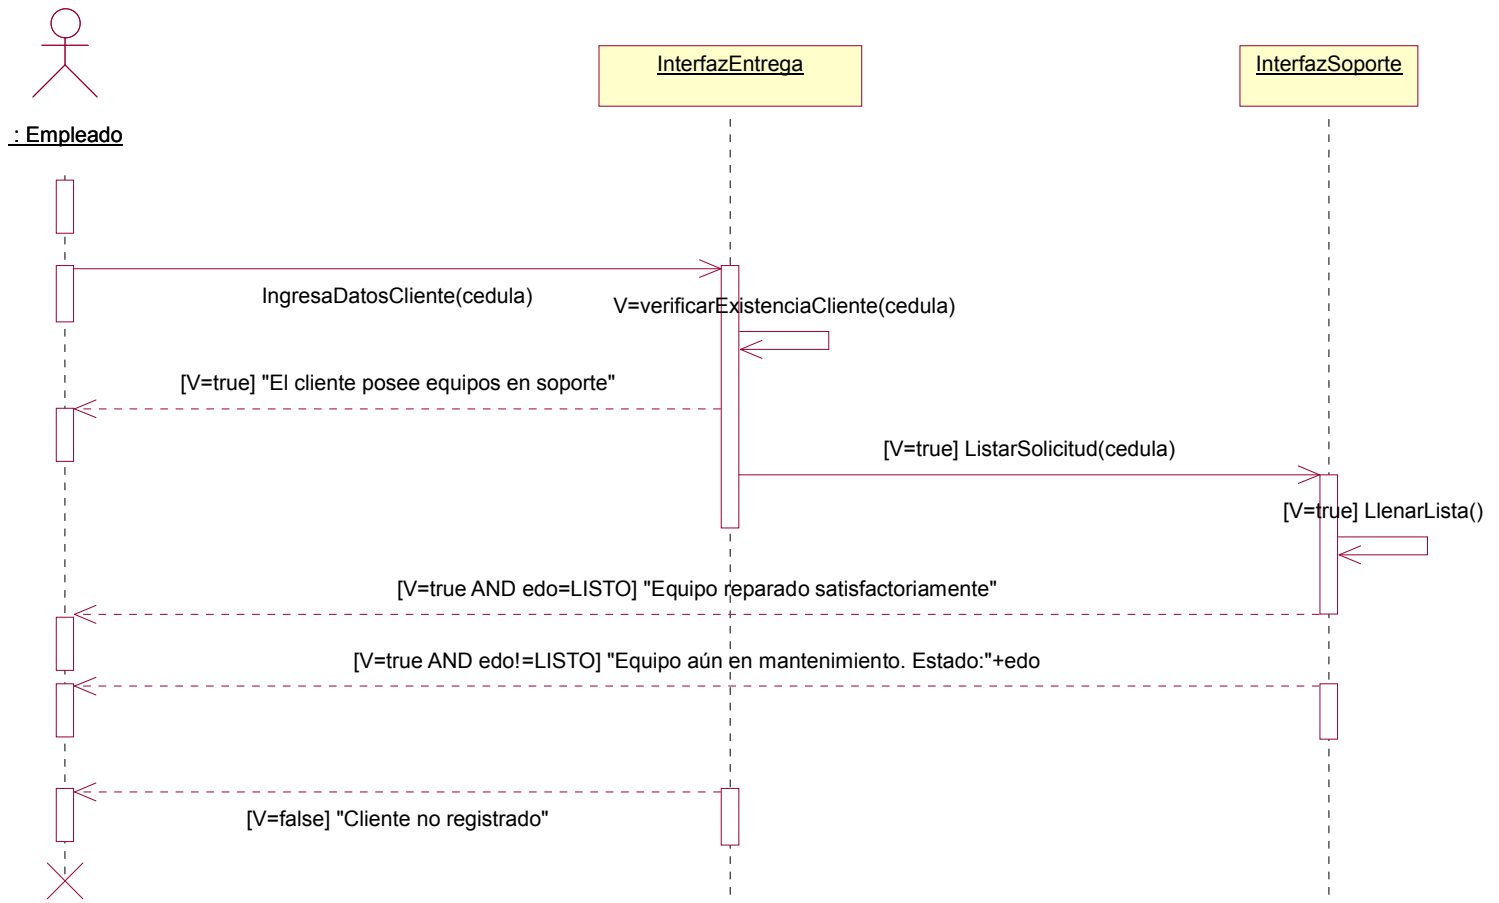 InterfazEntrega
InterfazSoporte
: Empleado
IngresaDatosCliente(cedula)
V=verificarExistenciaCliente(cedula)
[V=true] "El cliente posee equipos en soporte"
[V=true] ListarSolicitud(cedula)
[V=true] LlenarLista()
[V=true AND edo=LISTO] "Equipo reparado satisfactoriamente"
[V=true AND edo!=LISTO] "Equipo aún en mantenimiento. Estado:"+edo
[V=false] "Cliente no registrado"